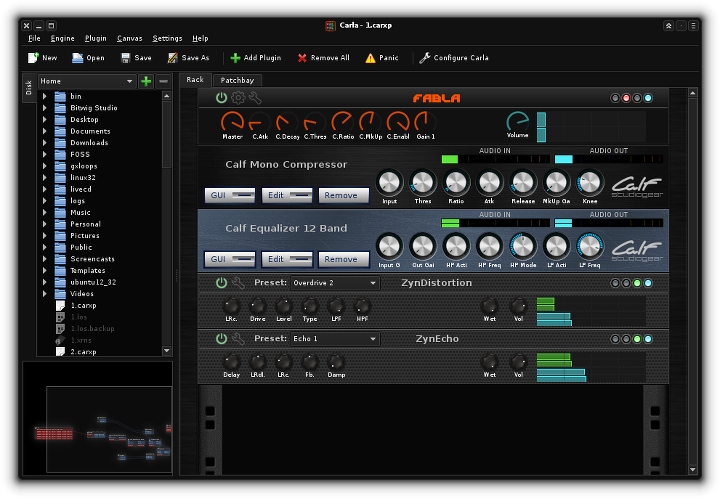 Carla - 1.carxp
File Engine Plugin Canvas Settings Help
New Open Save Save As Add Plugin Remove All Panic Configure Carla
Disk
Home
bin
Bitwig Studio
Desktop
Documents
Downloads
FOSS
gxloops
linux32
livecd
logs
Music
Personal
Pictures
Public
Screencasts
Templates
ubuntu12_32
Videos
1.carxp
1.los
1.los.backup
1.xrns
2.carxp
Rack Patchbay
FABLA
Master C.Atk C.Decay C.Thres C.Ratio C.MkUp C.Enabl Gain 1 Volume
AUDIO IN AUDIO OUT
Calf Mono Compressor
GUI Edit Remove
Input Thres Ratio Atk Release MkUp Ga Knee
Calf studiogear
AUDIO IN AUDIO OUT
Calf Equalizer 12 Band
GUI Edit Remove
Input G Out Gai HP Acti HP Freq HP Mode LP Acti LP Freq
Calf studiogear
Preset: Overdrive 2 ZynDistortion
LRc. Drive Level Type LPF HPF Wet Vol
Preset: Echo 1 ZynEcho
Delay LRdl. LRc. Fb. Damp Wet Vol